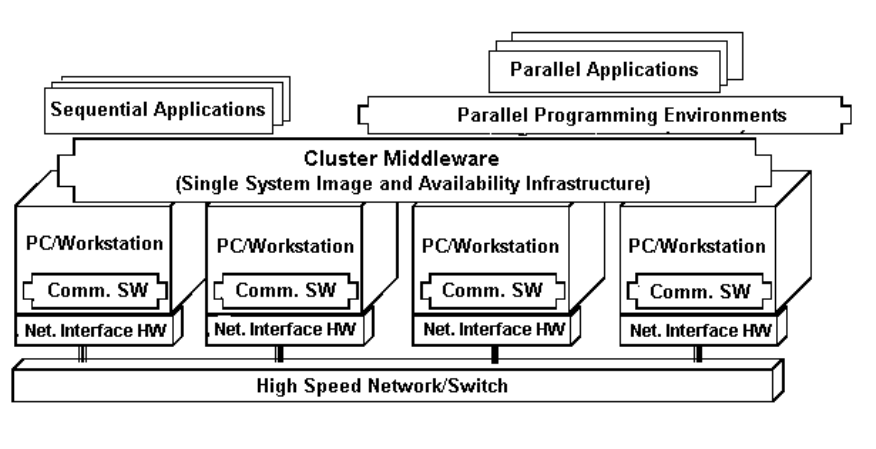 Parallel Applications
Sequential Applications
Parallel Programming Environments
Cluster Middleware
(Single System Image and Availability Infrastructure)
PC/Workstation
PC/Workstation
PC/Workstation
PC/Workstation
Comm. SW
Comm. SW
Comm. SW
Comm. SW
Net. Interface HW
Net. Interface HW
Net. Interface HW
Net. Interface HW
High Speed Network/Switch